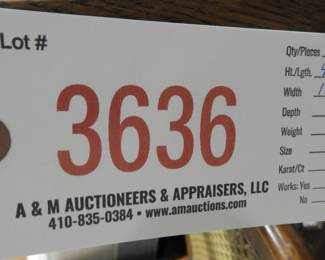 Lot #
3636
A & M AUCTIONEERS & APPRAISERS, LLC
410-835-0384 • www.amauctions.com
Qty/Pieces
Ht./Lgth.
Width
Depth
Weight
Size
Karat/Ct
Works: Yes
No